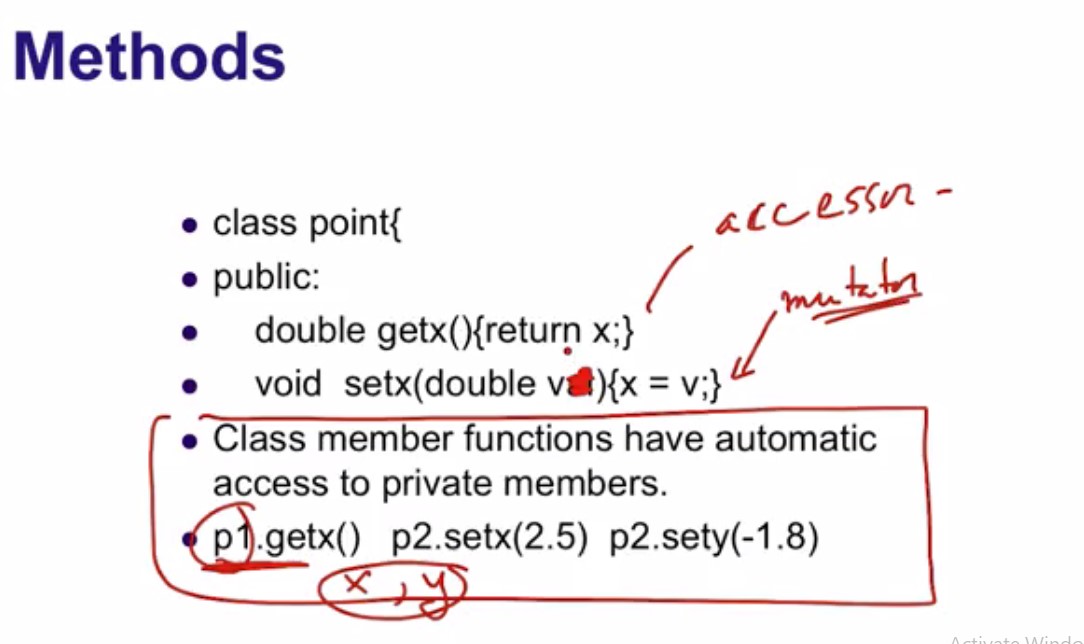 Methods
accessor -
• class point{
mutator
• public:
• double getx(){return x;}
• void setx(double v){x = v;}
• Class member functions have automatic
access to private members.
• p1.getx() p2.setx(2.5) p2.sety(-1.8)
x , y
Activate Windo